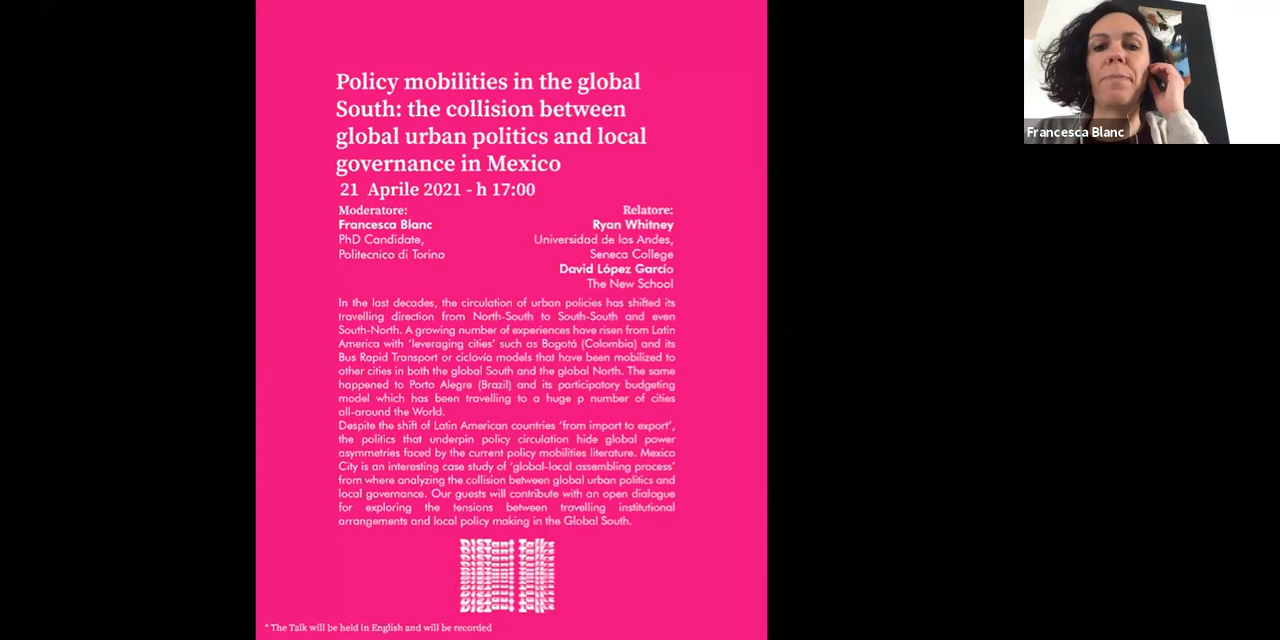 Policy mobilities in the global
South: the collision between
global urban politics and local
governance in Mexico
21 Aprile 2021 - h 17:00
Moderatore:
Francesca Blanc
PhD Candidate,
Politecnico di Torino
Relatore:
Ryan Whitney
Universidad de los Andes,
Seneca College
David López García
The New School
In the last decades, the circulation of urban policies has shifted its
travelling direction from North-South to South-South and even
South-North. A growing number of experiences have risen from Latin
America with ‘leveraging cities’ such as Bogotá (Colombia) and its
Bus Rapid Transport or ciclovía models that have been mobilized to
other cities in both the global South and the global North. The same
happened to Porto Alegre (Brazil) and its participatory budgeting
model which has been travelling to a huge p number of cities
all-around the World.
Despite the shift of Latin American countries ‘from import to export’,
the politics that underpin policy circulation hide global power
asymmetries faced by the current policy mobilities literature. Mexico
City is an interesting case study of ‘global-local assembling process’
from where analyzing the collision between global urban politics and
local governance. Our guests will contribute with an open dialogue
for exploring the tensions between travelling institutional
arrangements and local policy making in the Global South.
DISTant Talks
* The Talk will be held in English and will be recorded
Francesca Blanc